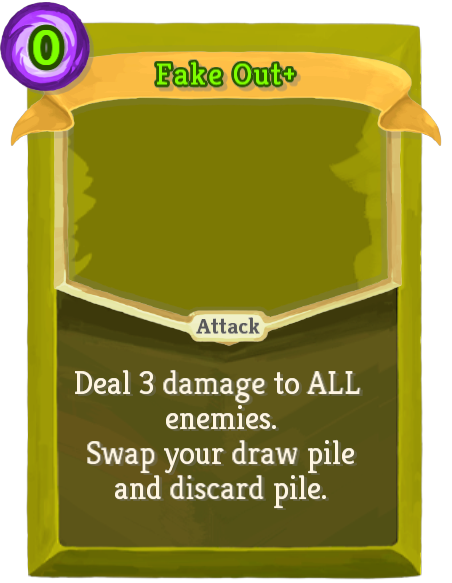 0
Fake Out+
Attack
Deal 3 damage to ALL
enemies.
Swap your draw pile
and discard pile.